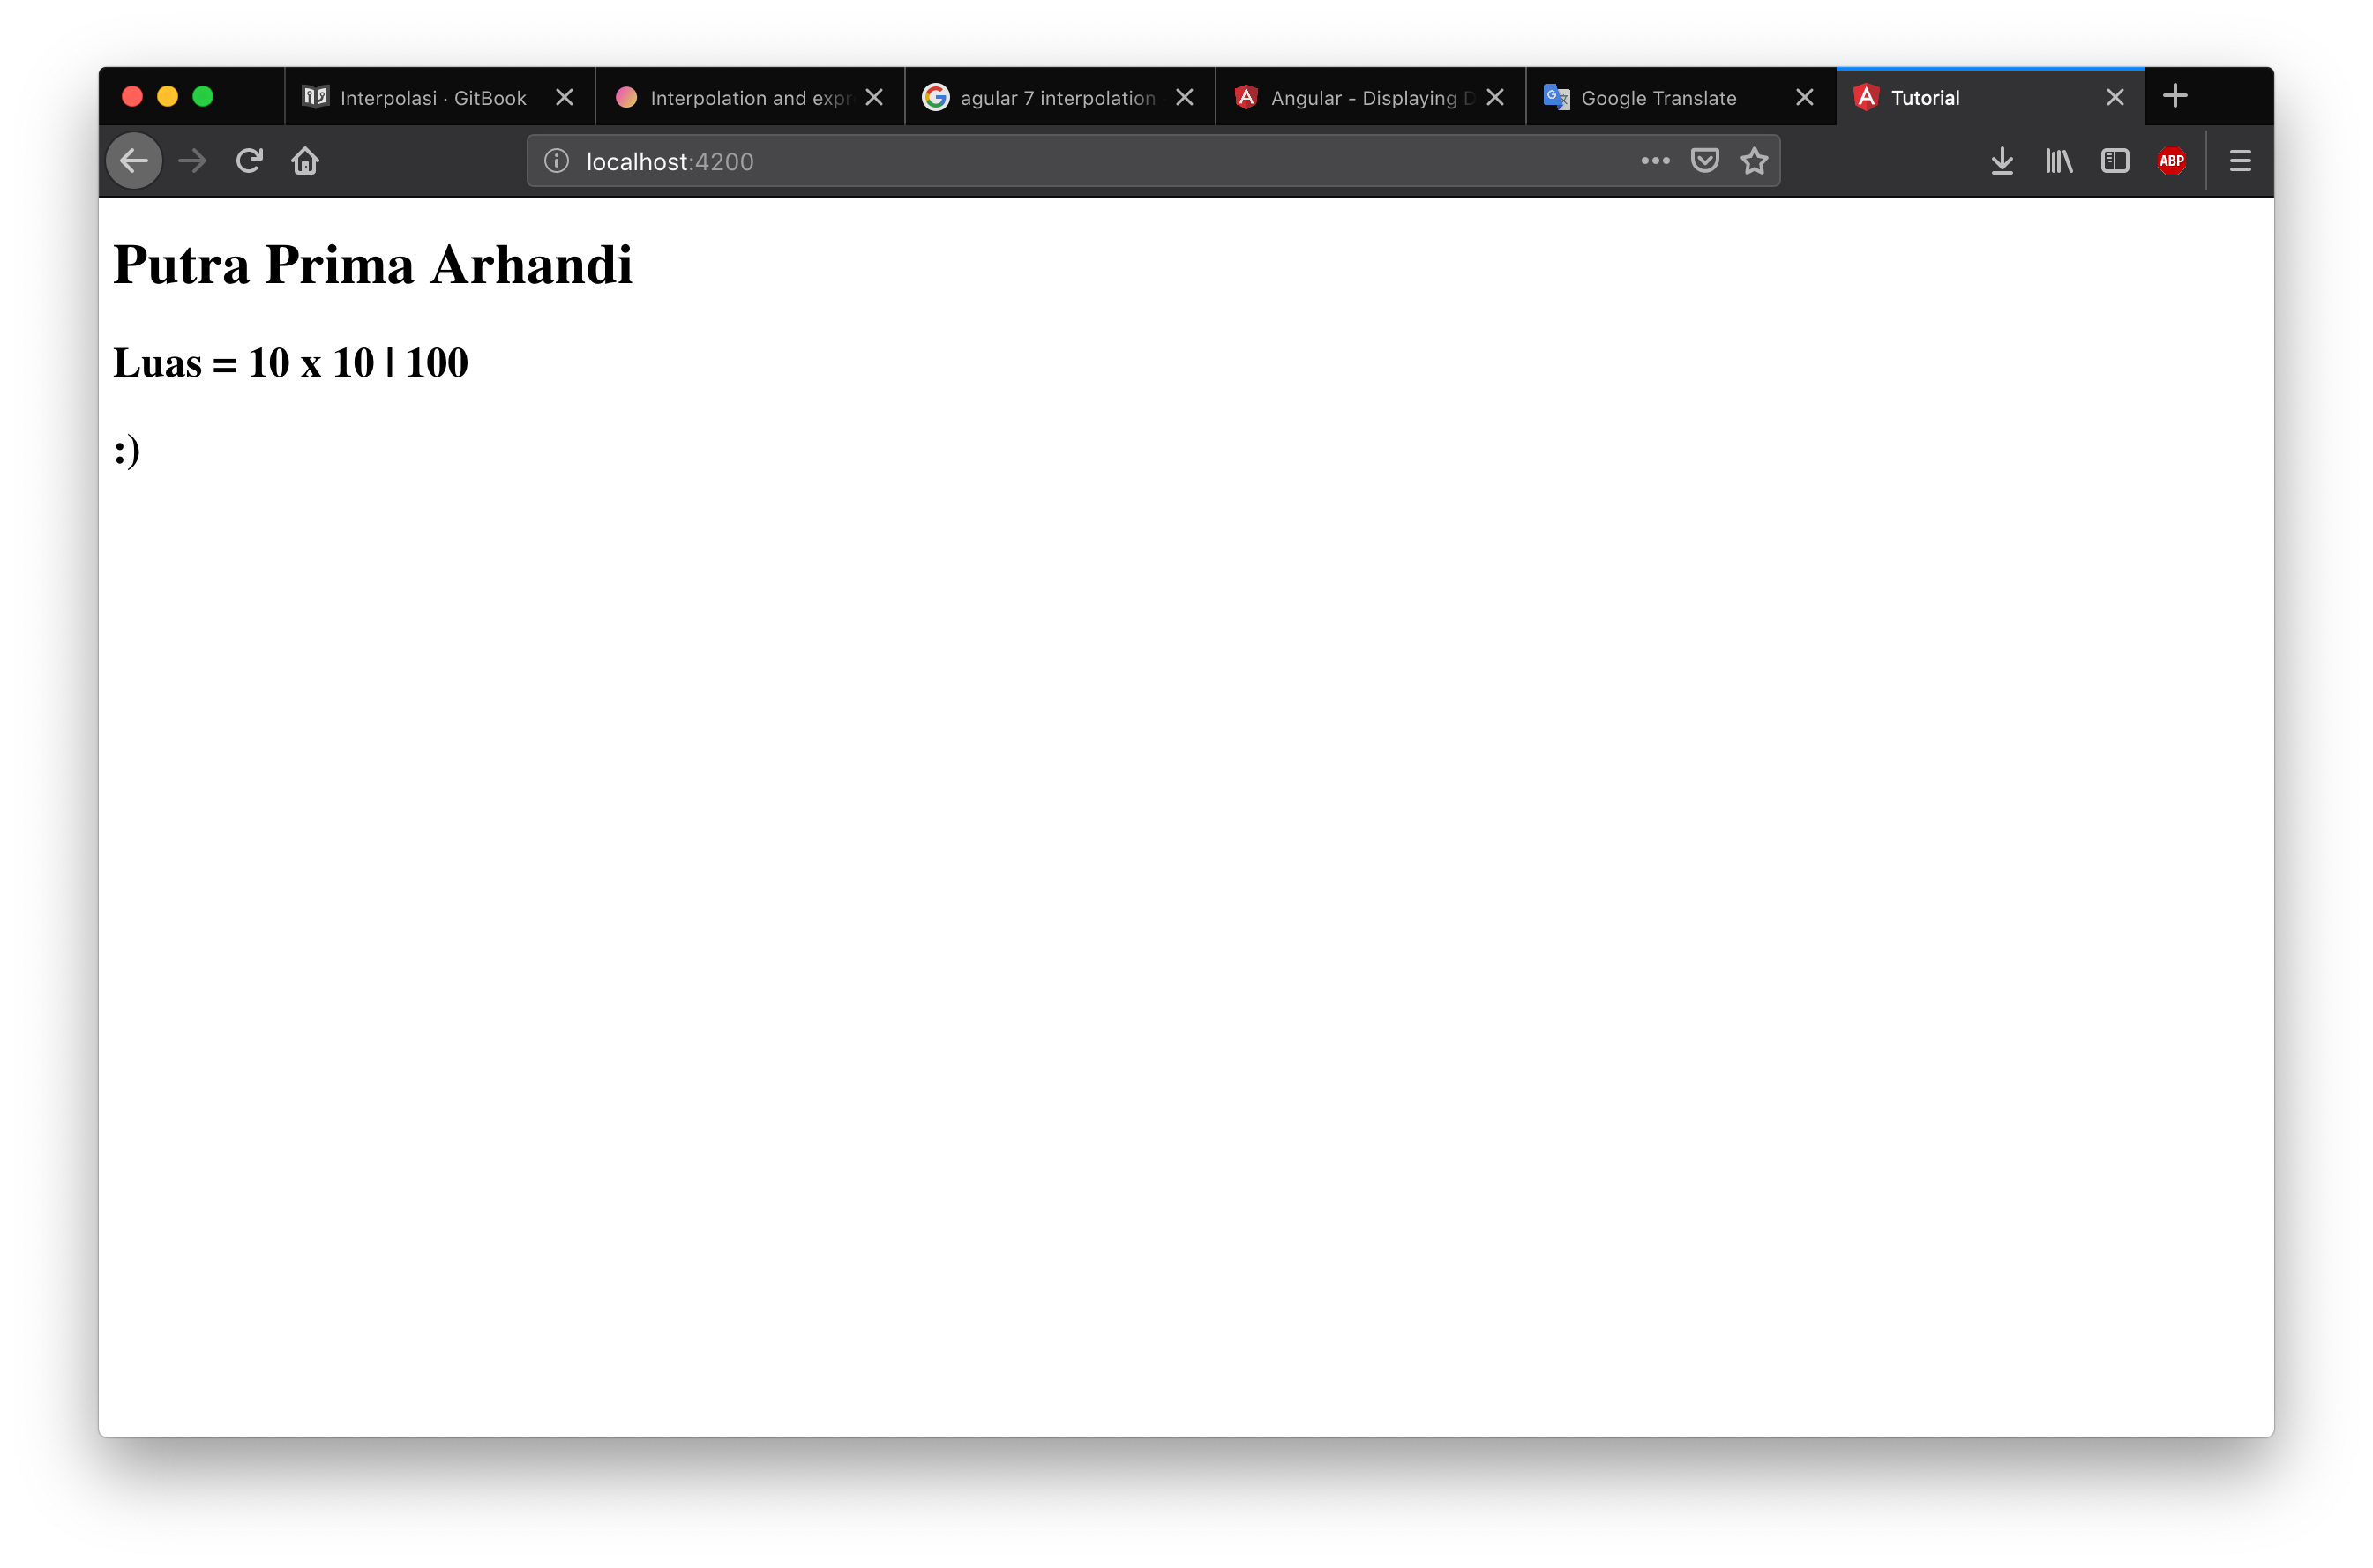 Interpolasi · GitBook
Interpolation and expr
agular 7 interpolation
Angular - Displaying D
Google Translate
Tutorial
localhost:4200
ABP
Putra Prima Arhandi
Luas = 10 x 10 | 100
:)